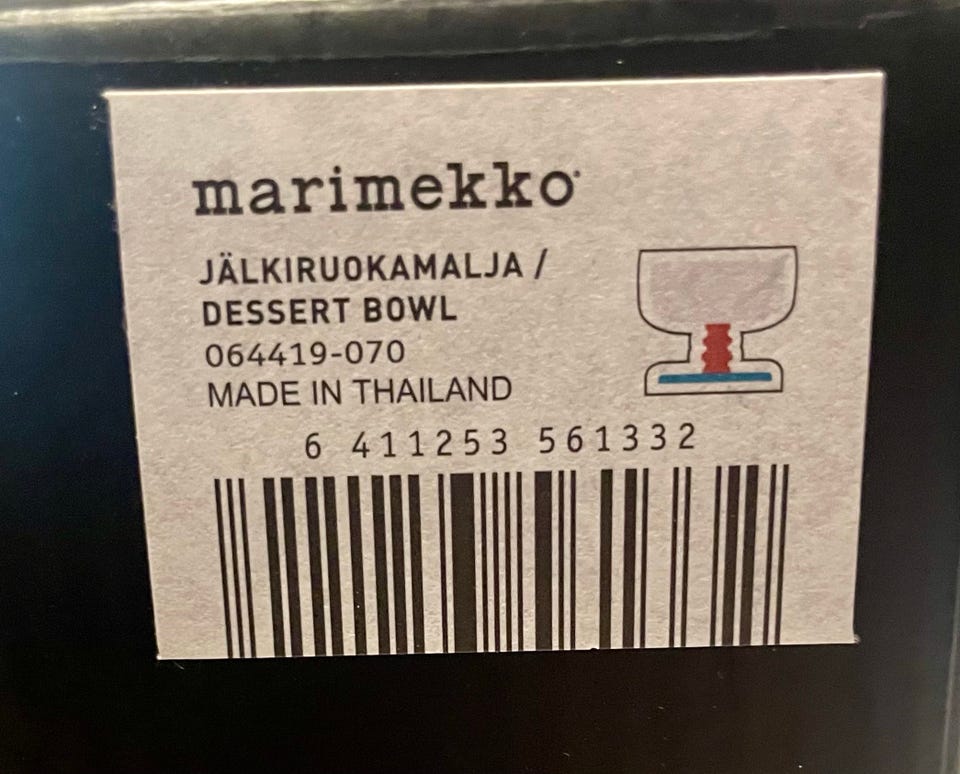 marimekko
JÄLKIRUOKAMALJA /
DESSERT BOWL
064419-070
MADE IN THAILAND
6 411253 561332